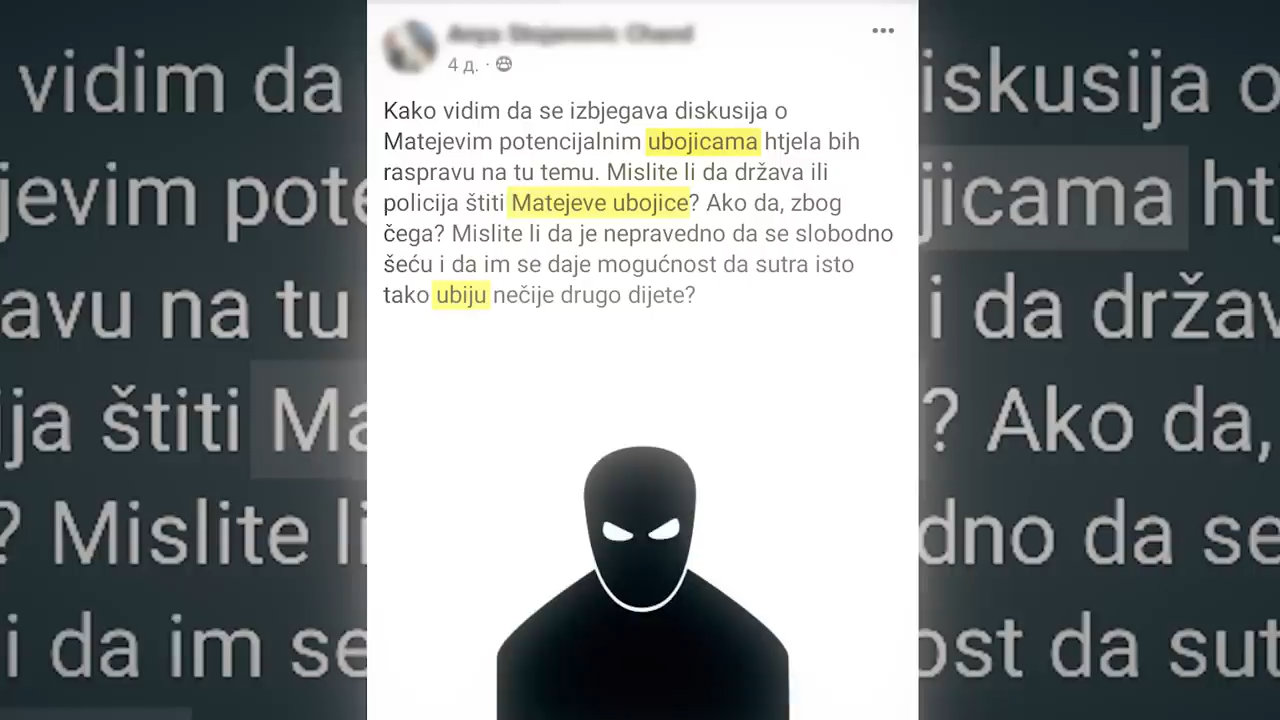 4 д. ·
Kako vidim da se izbjegava diskusija o
Matejevim potencijalnim ubojicama htjela bih
raspravu na tu temu. Mislite li da država ili
policija štiti Matejeve ubojice? Ako da, zbog
čega? Mislite li da je nepravedno da se slobodno
šeću i da im se daje mogućnost da sutra isto
tako ubiju nečije drugo dijete?